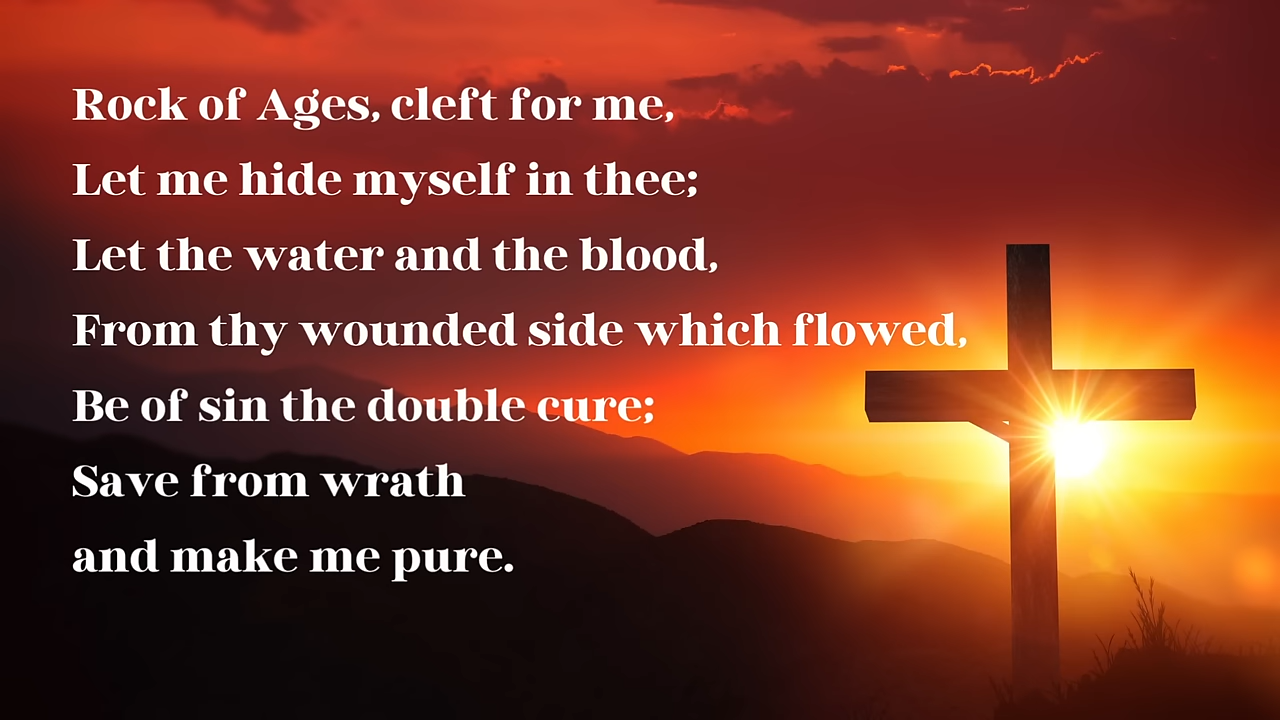 Rock of Ages, cleft for me,
Let me hide myself in thee;
Let the water and the blood,
From thy wounded side which flowed,
Be of sin the double cure;
Save from wrath
and make me pure.